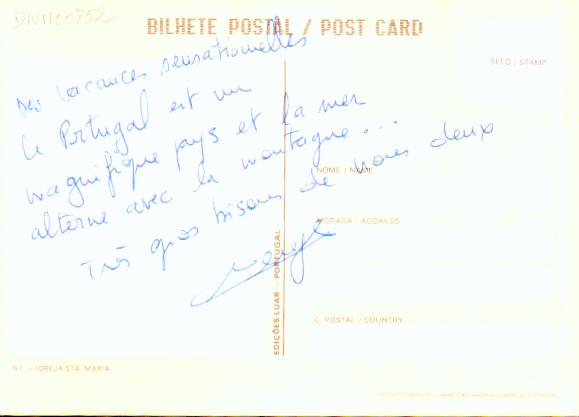 DIV1100752
BILHETE POSTAL / POST CARD
SELO / STAMP
Des vacances sensationelles
Le Portugal est un
magnifique pays et la mer
alterne avec la montagne...
Très gros bisous de nous deux
NOME / NAME
MORADA / ADDRESS
C. POSTAL / COUNTRY
EDIÇÕES LUAR - PORTUGAL
57 - IGREJA STA. MARIA